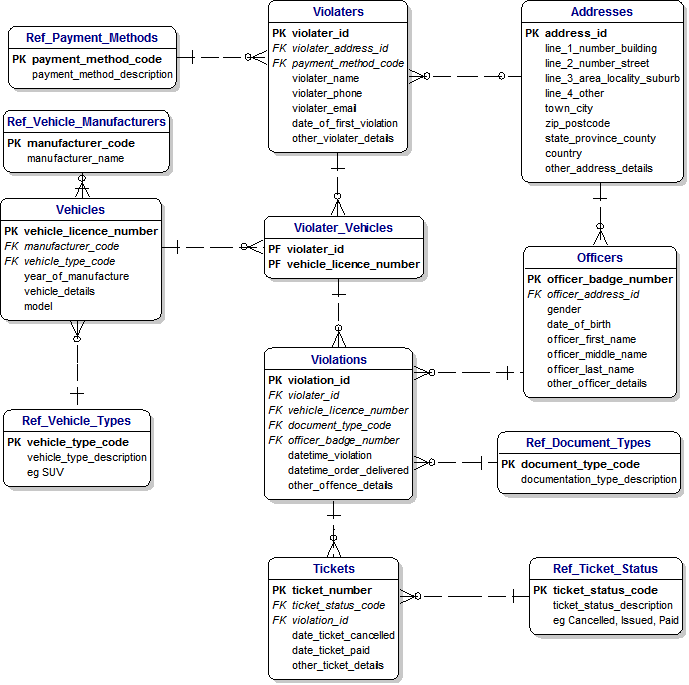 Ref_Payment_Methods
PK payment_method_code
payment_method_description
Violaters
PK violater_id
FK violater_address_id
FK payment_method_code
violater_name
violater_phone
violater_email
date_of_first_violation
other_violater_details
Addresses
PK address_id
line_1_number_building
line_2_number_street
line_3_area_locality_suburb
line_4_other
town_city
zip_postcode
state_province_county
country
other_address_details
Ref_Vehicle_Manufacturers
PK manufacturer_code
manufacturer_name
Vehicles
PK vehicle_licence_number
FK manufacturer_code
FK vehicle_type_code
year_of_manufacture
vehicle_details
model
Violater_Vehicles
PF violater_id
PF vehicle_licence_number
Officers
PK officer_badge_number
FK officer_address_id
gender
date_of_birth
officer_first_name
officer_middle_name
officer_last_name
other_officer_details
Violations
PK violation_id
FK violater_id
FK vehicle_licence_number
FK document_type_code
FK officer_badge_number
datetime_violation
datetime_order_delivered
other_offence_details
Ref_Vehicle_Types
PK vehicle_type_code
vehicle_type_description
eg SUV
Ref_Document_Types
PK document_type_code
documentation_type_description
Tickets
PK ticket_number
FK ticket_status_code
FK violation_id
date_ticket_cancelled
date_ticket_paid
other_ticket_details
Ref_Ticket_Status
PK ticket_status_code
ticket_status_description
eg Cancelled, Issued, Paid